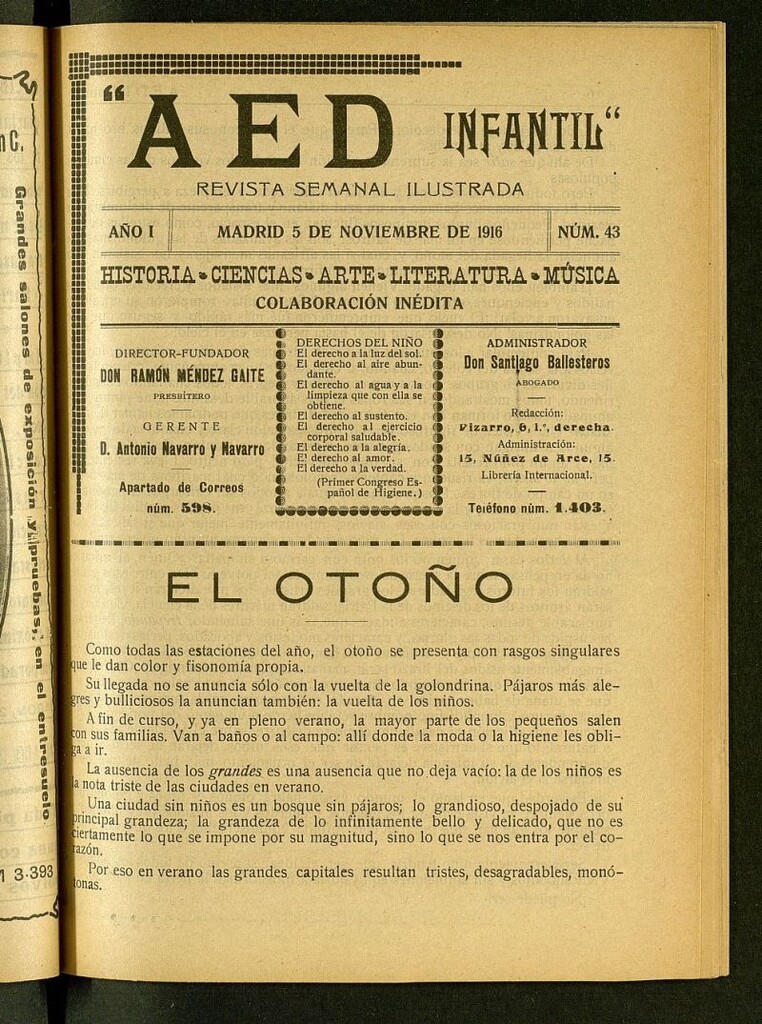 nC.
Grandes salones de exposición y pruebas, en el entresuelo
3-393
"AED INFANTIL"
REVISTA SEMANAL ILUSTRADA
AÑO I MADRID 5 DE NOVIEMBRE DE 1916 NÚM. 43
HISTORIA • CIENCIAS • ARTE • LITERATURA • MÚSICA
COLABORACIÓN INÉDITA
DIRECTOR-FUNDADOR
DON RAMÓN MÉNDEZ GAITE
PRESBÍTERO
GERENTE
D. Antonio Navarro y Navarro
Apartado de Correos
núm. 598.
DERECHOS DEL NIÑO
El derecho a la luz del sol.
El derecho al aire abun-
dante.
El derecho al agua y a la
limpieza que con ella se
obtiene.
El derecho al sustento.
El derecho al ejercicio
corporal saludable.
El derecho a la alegría.
El derecho al amor.
El derecho a la verdad.
(Primer Congreso Es-
pañol de Higiene.)
ADMINISTRADOR
Don Santiago Ballesteros
ABOGADO
Redacción:
Pizarro, 6, 1.º, derecha.
Administración:
15, Núñez de Arce, 15.
Librería Internacional.
Teléfono núm. 1.403.
EL OTOÑO
Como todas las estaciones del año, el otoño se presenta con rasgos singulares
que le dan color y fisonomía propia.
Su llegada no se anuncia sólo con la vuelta de la golondrina. Pájaros más ale-
gres y bulliciosos la anuncian también: la vuelta de los niños.
A fin de curso, y ya en pleno verano, la mayor parte de los pequeños salen
con sus familias. Van a baños o al campo: allí donde la moda o la higiene les obli-
ga a ir.
La ausencia de los grandes es una ausencia que no deja vacío: la de los niños es
la nota triste de las ciudades en verano.
Una ciudad sin niños es un bosque sin pájaros; lo grandioso, despojado de su
principal grandeza; la grandeza de lo infinitamente bello y delicado, que no es
ciertamente lo que se impone por su magnitud, sino lo que se nos entra por el co-
razón.
Por eso en verano las grandes capitales resultan tristes, desagradables, monó-
tonas.